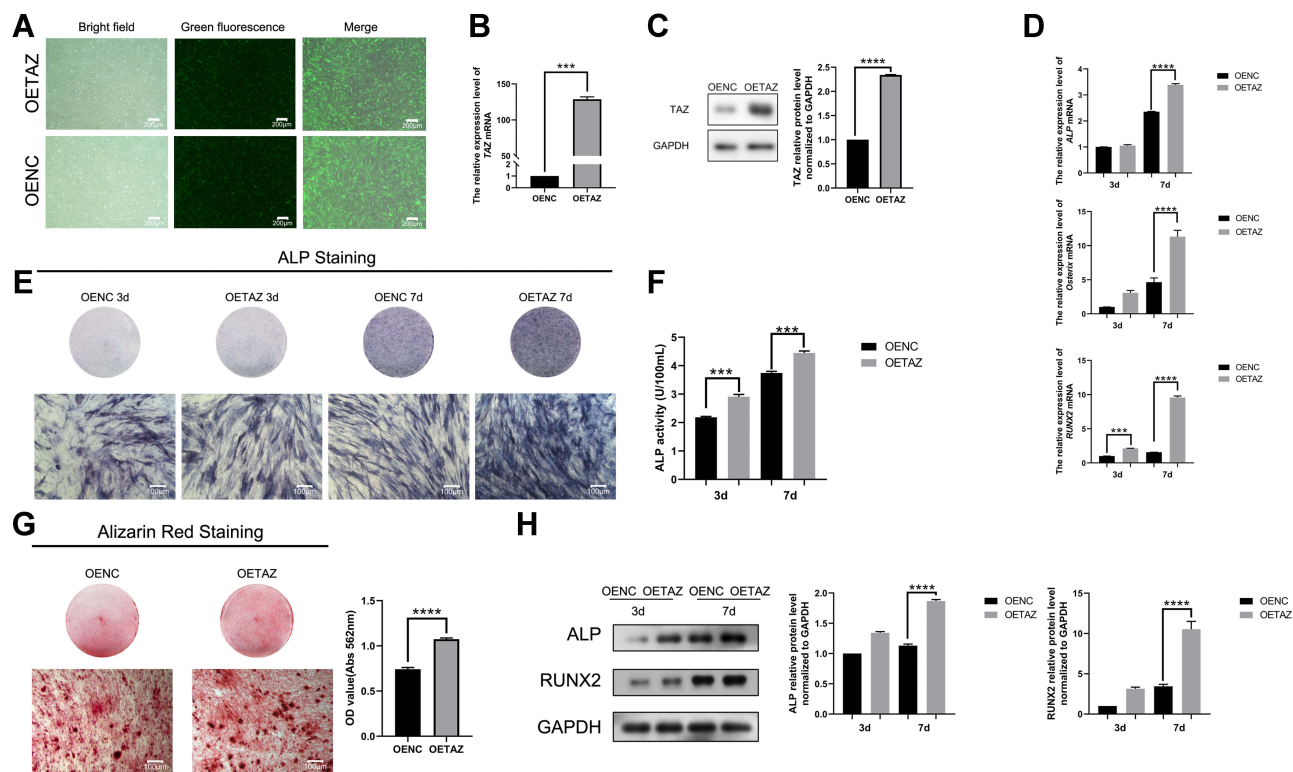 A
Bright field
Green fluorescence
Merge
OETAZ
200μm
200μm
200μm
OENC
200μm
200μm
200μm
B
The relative expression level of
TAZ mRNA
150
100
50
2
1
0
***
OENC
OETAZ
C
OENC OETAZ
TAZ
GAPDH
TAZ relative protein level
normalized to GAPDH
2.5
2.0
1.5
1.0
0.5
0.0
****
OENC
OETAZ
D
The relative expression level of
ALP mRNA
4
3
2
1
0
****
3d
7d
OENC
OETAZ
The relative expression level of
Osterix mRNA
15
10
5
0
****
3d
7d
OENC
OETAZ
The relative expression level of
RUNX2 mRNA
15
10
5
0
***
****
3d
7d
OENC
OETAZ
ALP Staining
E
OENC 3d
OETAZ 3d
OENC 7d
OETAZ 7d
100μm
100μm
100μm
100μm
F
ALP activity (U/100mL)
5
4
3
2
1
0
***
***
3d
7d
OENC
OETAZ
G
Alizarin Red Staining
OENC
OETAZ
100μm
100μm
OD value(Abs 562nm)
1.5
1.0
0.5
0.0
****
OENC
OETAZ
H
OENC OETAZ OENC OETAZ
3d
7d
ALP
RUNX2
GAPDH
ALP relative protein level
normalized to GAPDH
2.0
1.5
1.0
0.5
0.0
****
3d
7d
OENC
OETAZ
RUNX2 relative protein level
normalized to GAPDH
15
10
5
0
****
3d
7d
OENC
OETAZ